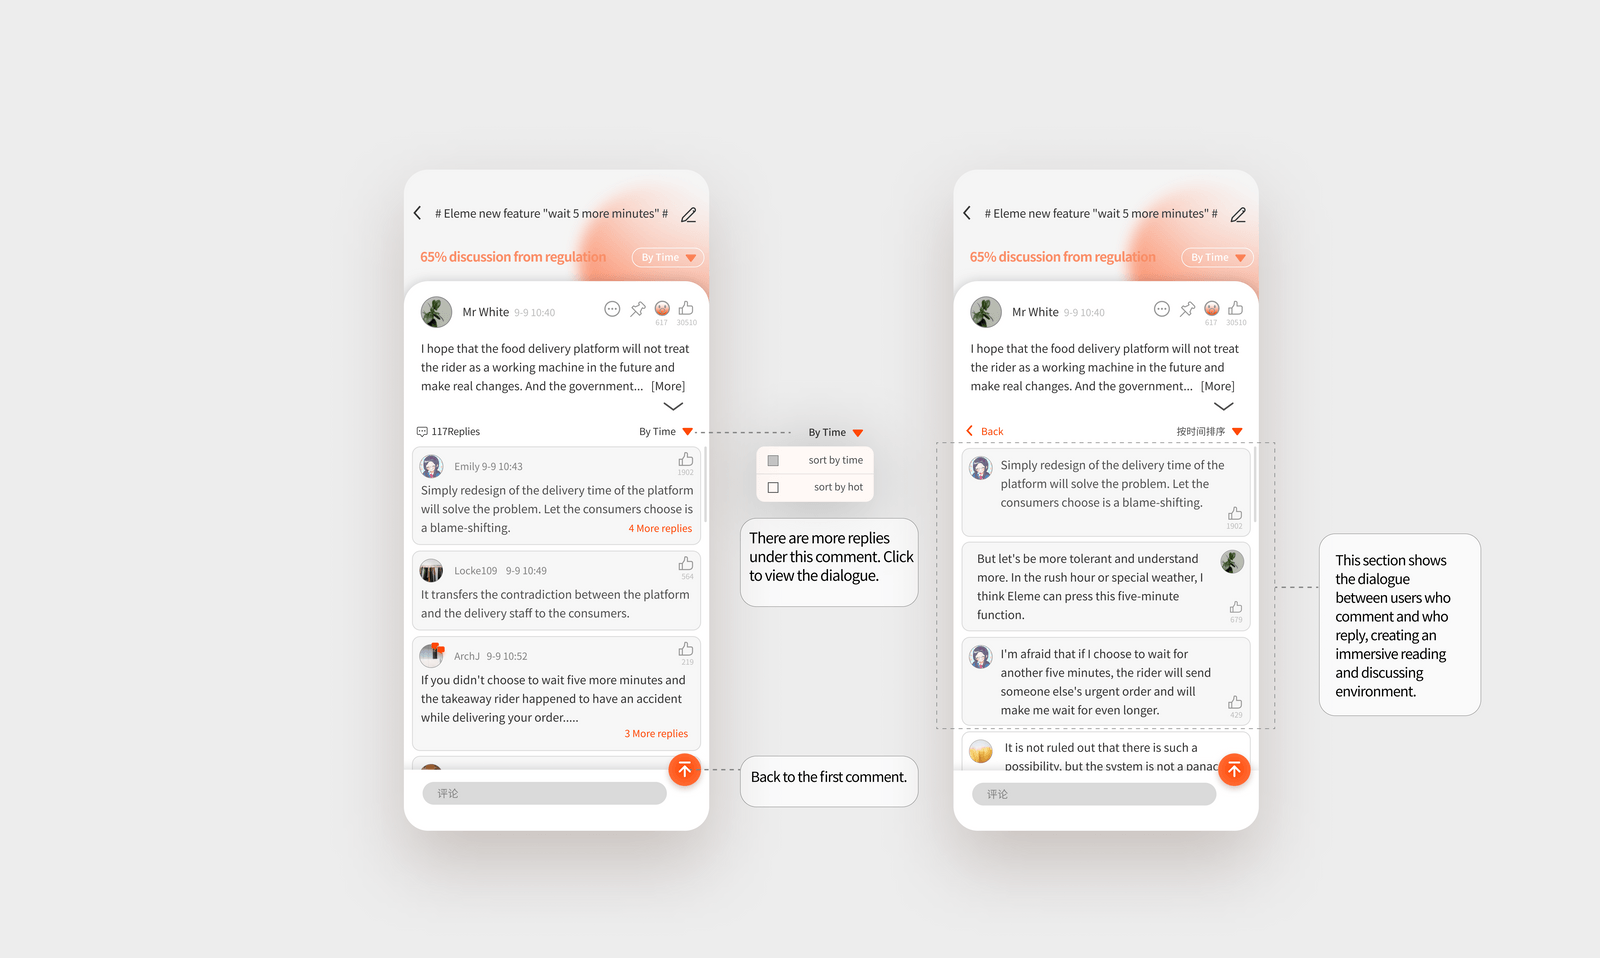 # Eleme new feature "wait 5 more minutes" #
65% discussion from regulation
By Time
Mr White 9-9 10:40
617
30510
I hope that the food delivery platform will not treat
the rider as a working machine in the future and
make real changes. And the government... [More]
117Replies
By Time
Emily 9-9 10:43
1902
Simply redesign of the delivery time of the platform
will solve the problem. Let the consumers choose is
a blame-shifting.
4 More replies
Locke109 9-9 10:49
564
It transfers the contradiction between the platform
and the delivery staff to the consumers.
ArchJ 9-9 10:52
219
If you didn't choose to wait five more minutes and
the takeaway rider happened to have an accident
while delivering your order.....
3 More replies
评论
By Time
sort by time
sort by hot
There are more replies
under this comment. Click
to view the dialogue.
Back to the first comment.
# Eleme new feature "wait 5 more minutes" #
65% discussion from regulation
By Time
Mr White 9-9 10:40
617
30510
I hope that the food delivery platform will not treat
the rider as a working machine in the future and
make real changes. And the government... [More]
Back
按时间排序
Simply redesign of the delivery time of the
platform will solve the problem. Let the
consumers choose is a blame-shifting.
1902
But let's be more tolerant and understand
more. In the rush hour or special weather, I
think Eleme can press this five-minute
function.
679
I'm afraid that if I choose to wait for
another five minutes, the rider will send
someone else's urgent order and will
make me wait for even longer.
429
It is not ruled out that there is such a
possibility, but the system is not a panac
评论
This section shows
the dialogue
between users who
comment and who
reply, creating an
immersive reading
and discussing
environment.